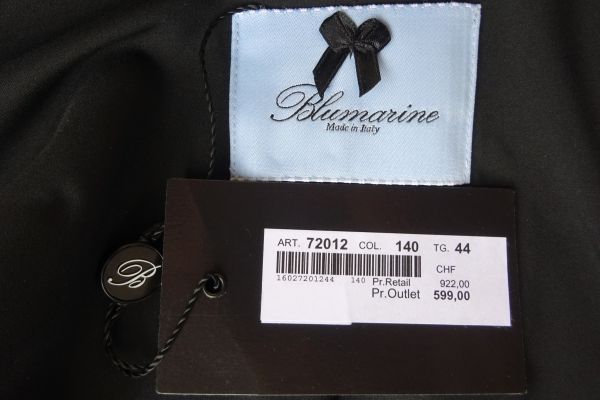 Blumarine
Made in Italy
ART. 72012 COL. 140 TG. 44
CHF
16027201244 140 Pr.Retail 922,00
Pr.Outlet 599,00
B